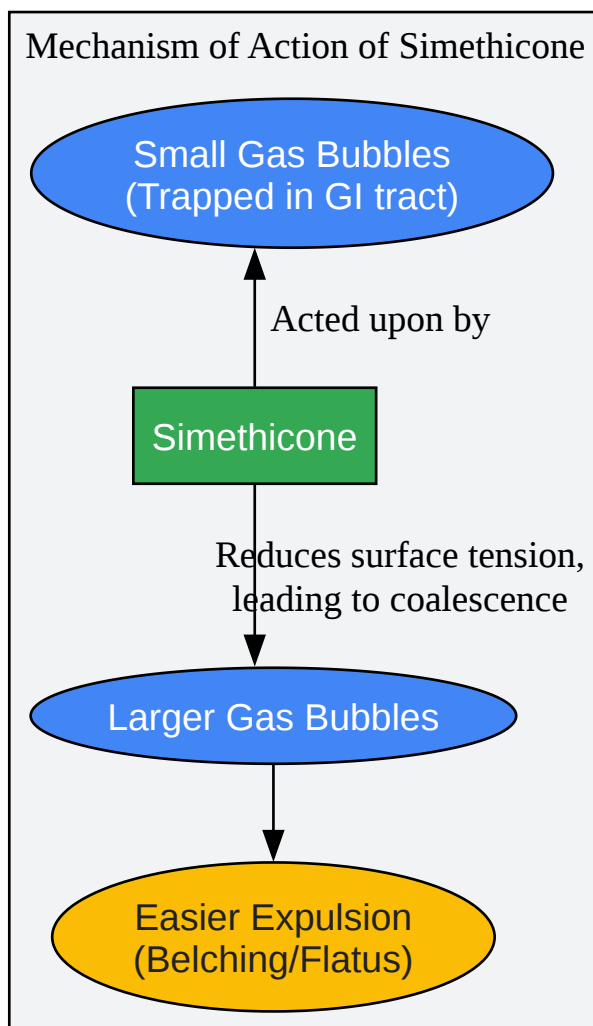 Mechanism of Action of Simethicone
Small Gas Bubbles
(Trapped in GI tract)
Acted upon by
Simethicone
Reduces surface tension,
leading to coalescence
Larger Gas Bubbles
Easier Expulsion
(Belching/Flatus)